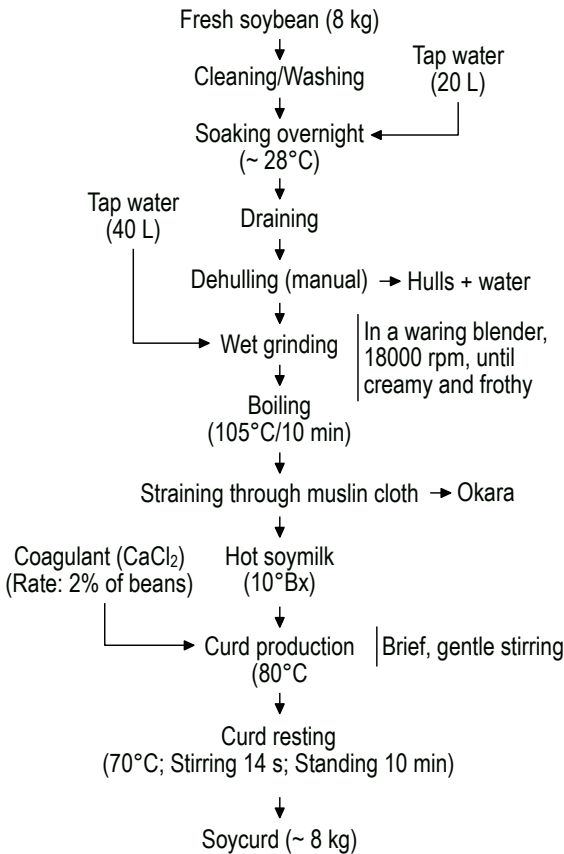 Fresh soybean (8 kg)
Cleaning/Washing
Tap water
(20 L)
Soaking overnight
(~ 28°C)
Draining
Tap water
(40 L)
Dehulling (manual)
Hulls + water
Wet grinding
In a waring blender,
18000 rpm, until
creamy and frothy
Boiling
(105°C/10 min)
Straining through muslin cloth
Okara
Coagulant (CaCl₂)
(Rate: 2% of beans)
Hot soymilk
(10°Bx)
Curd production
(80°C
Brief, gentle stirring
Curd resting
(70°C; Stirring 14 s; Standing 10 min)
Soycurd (~ 8 kg)